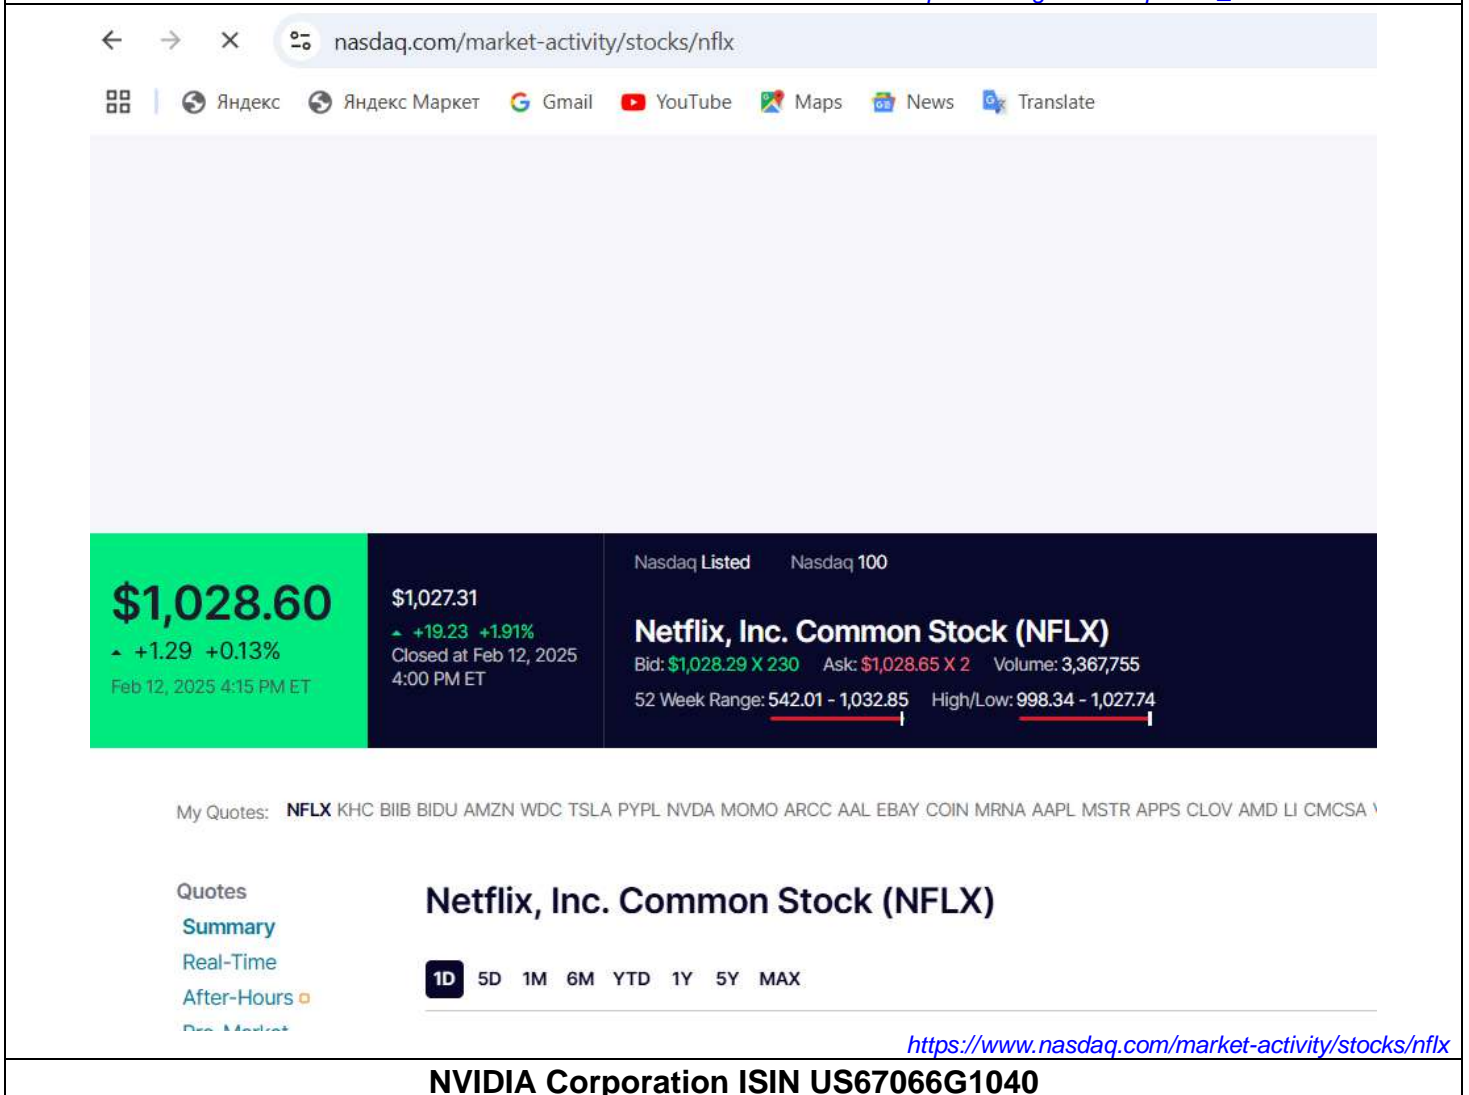 nasdaq.com/market-activity/stocks/nflx
Яндекс Яндекс Маркет Gmail YouTube Maps News Translate
Nasdaq Listed Nasdaq 100
$1,028.60
+1.29 +0.13%
Feb 12, 2025 4:15 PM ET
$1,027.31
+19.23 +1.91%
Closed at Feb 12, 2025
4:00 PM ET
Netflix, Inc. Common Stock (NFLX)
Bid: $1,028.29 X 230 Ask: $1,028.65 X 2 Volume: 3,367,755
52 Week Range: 542.01 - 1,032.85 High/Low: 998.34 - 1,027.74
My Quotes: NFLX KHC BIIB BIDU AMZN WDC TSLA PYPL NVDA MOMO ARCC AAL EBAY COIN MRNA AAPL MSTR APPS CLOV AMD LI CMCSA
Quotes
Summary
Real-Time
After-Hours
Pre-Market
Netflix, Inc. Common Stock (NFLX)
1D 5D 1M 6M YTD 1Y 5Y MAX
https://www.nasdaq.com/market-activity/stocks/nflx
NVIDIA Corporation ISIN US67066G1040